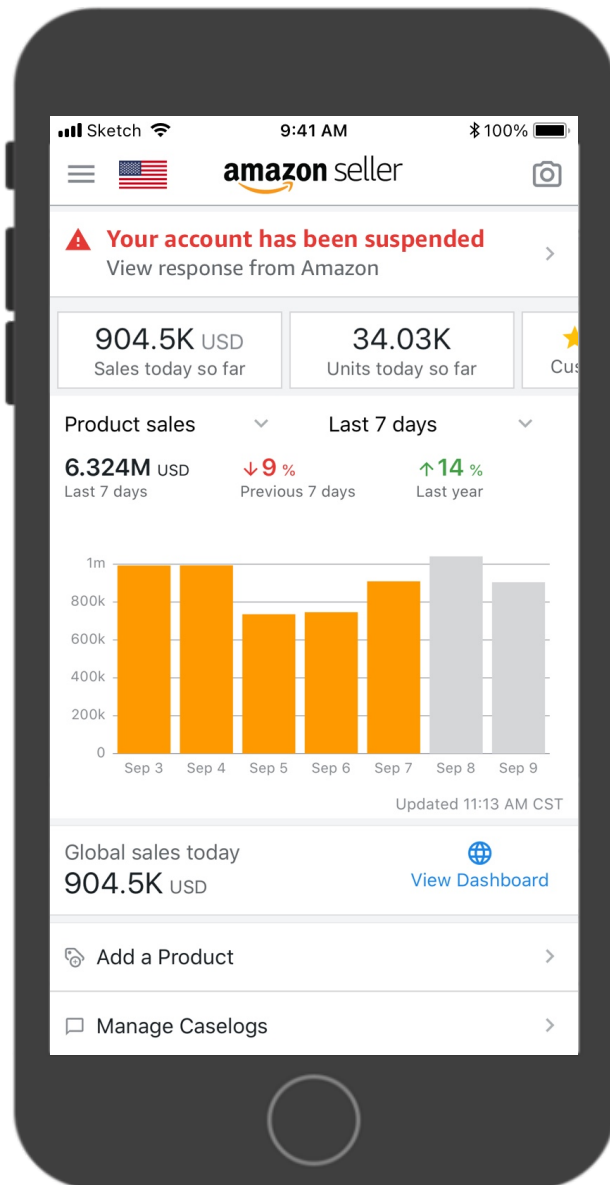 Sketch 9:41 AM 100%
amazon seller
Your account has been suspended
View response from Amazon
904.5K USD 34.03K
Sales today so far Units today so far Cus
Product sales Last 7 days
6.324M USD 9 % 14 %
Last 7 days Previous 7 days Last year
1m
800k
600k
400k
200k
0
Sep 3 Sep 4 Sep 5 Sep 6 Sep 7 Sep 8 Sep 9
Updated 11:13 AM CST
Global sales today
904.5K USD View Dashboard
Add a Product
Manage Caselogs